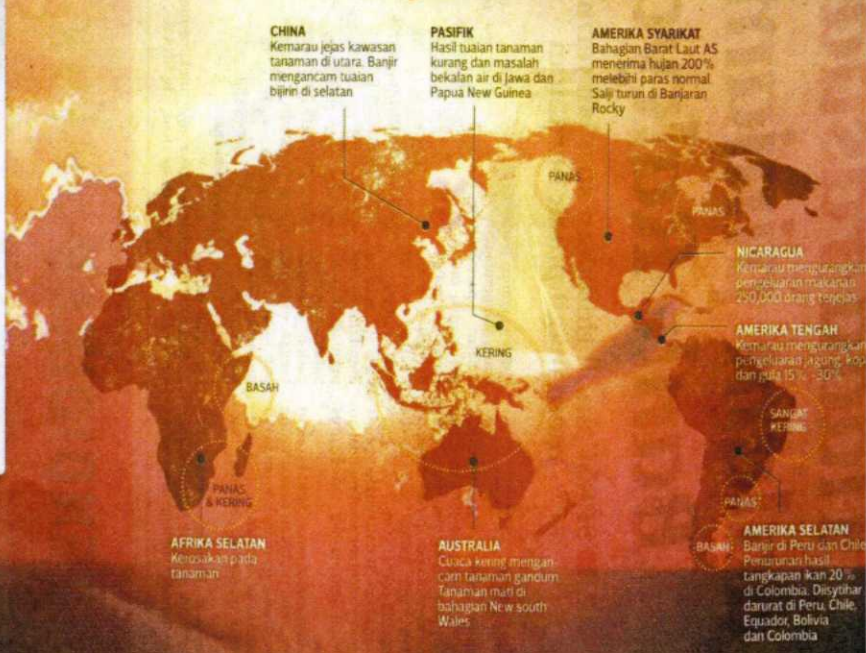 CHINA
Kemarau jejas kawasan
tanaman di utara. Banjir
mengancam tuaian
bijirin di selatan
PASIFIK
Hasil tuaian tanaman
kurang dan masalah
bekalan air di Jawa dan
Papua New Guinea
AMERIKA SYARIKAT
Bahagian Barat Laut AS
menerima hujan 200%
melebihi paras normal
Salji turun di Banjaran
Rocky
PANAS
PANAS
NICARAGUA
Kemarau mengurangkan
pengeluaran makanan
250,000 orang terjejas
AMERIKA TENGAH
Kemarau mengurangkan
pengeluaran jagung, kopi
dan gula 15% -30%
KERING
BASAH
SANGAT
KERING
PANAS
& KERING
PANAS
BASAH
AFRIKA SELATAN
Kerosakan pada
tanaman
AUSTRALIA
Cuaca kering mengan-
cam tanaman gandum
Tanaman mati di
bahagian New south
Wales
AMERIKA SELATAN
Banjir di Peru dan Chile
Penurunan hasil
tangkapan ikan 20%
di Colombia. Diisytihar
darurat di Peru, Chile,
Equador, Bolivia
dan Colombia